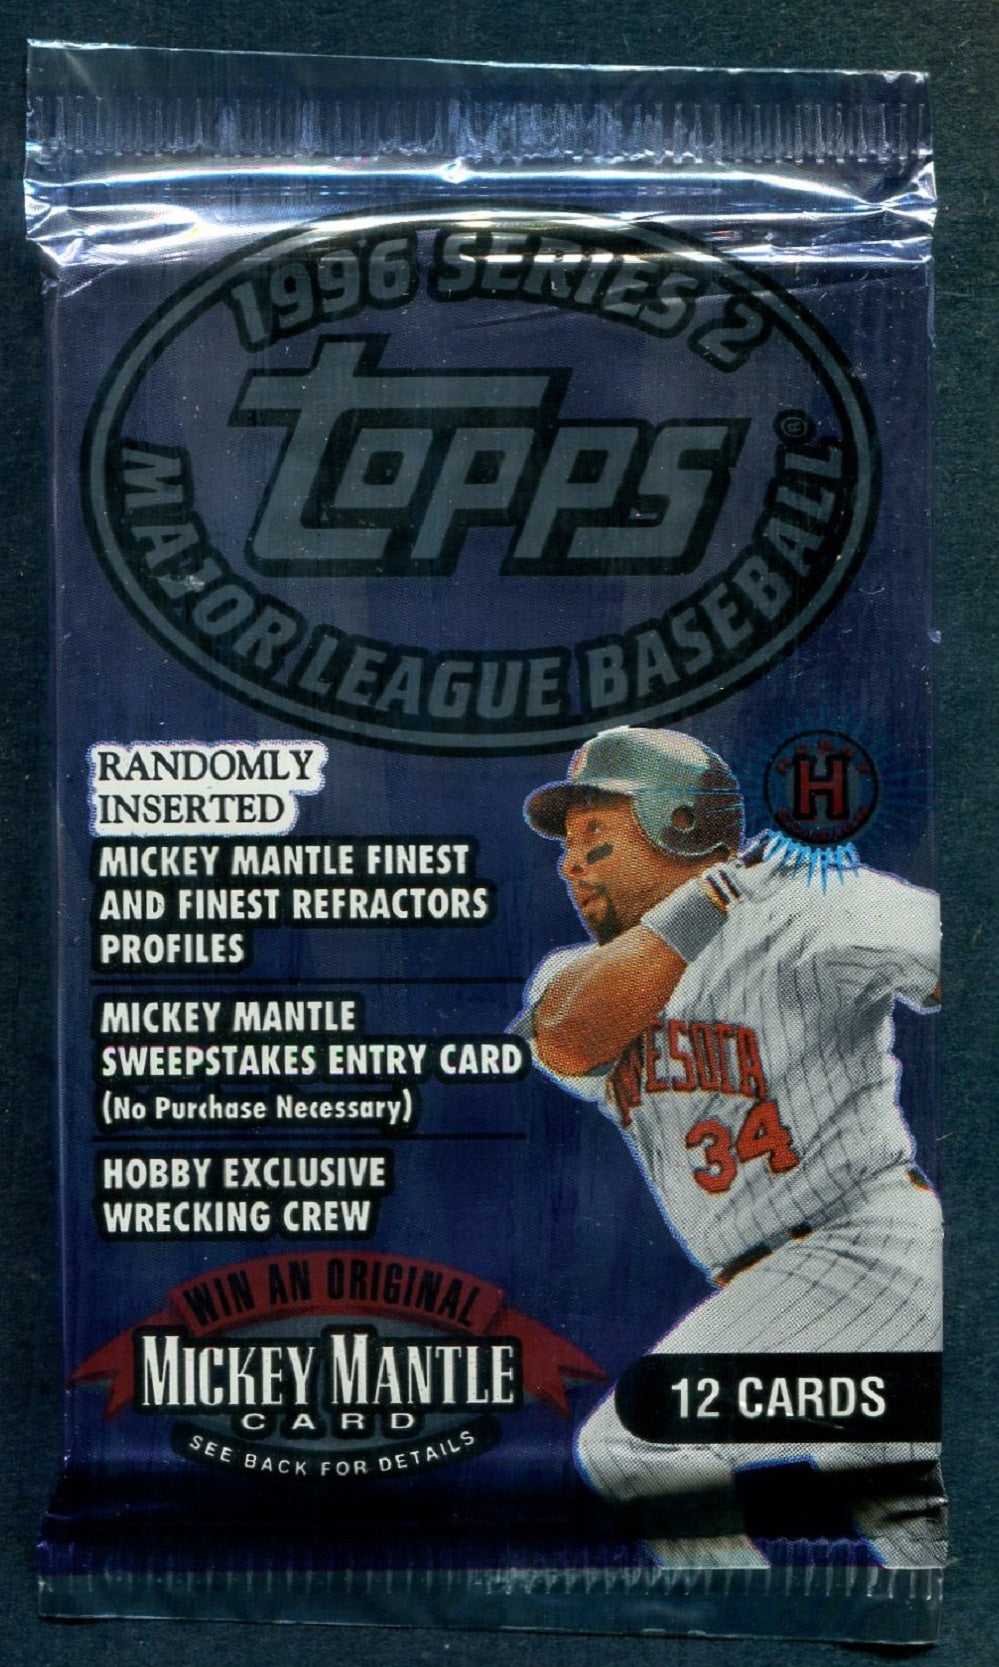 1996 SERIES 2
topps
MAJOR LEAGUE BASEBALL®
RANDOMLY
INSERTED
H
MICKEY MANTLE FINEST
AND FINEST REFRACTORS
PROFILES
MICKEY MANTLE
SWEEPSTAKES ENTRY CARD
(No Purchase Necessary)
NESOTA
34
HOBBY EXCLUSIVE
WRECKING CREW
WIN AN ORIGINAL
MICKEY MANTLE
CARD
SEE BACK FOR DETAILS
12 CARDS